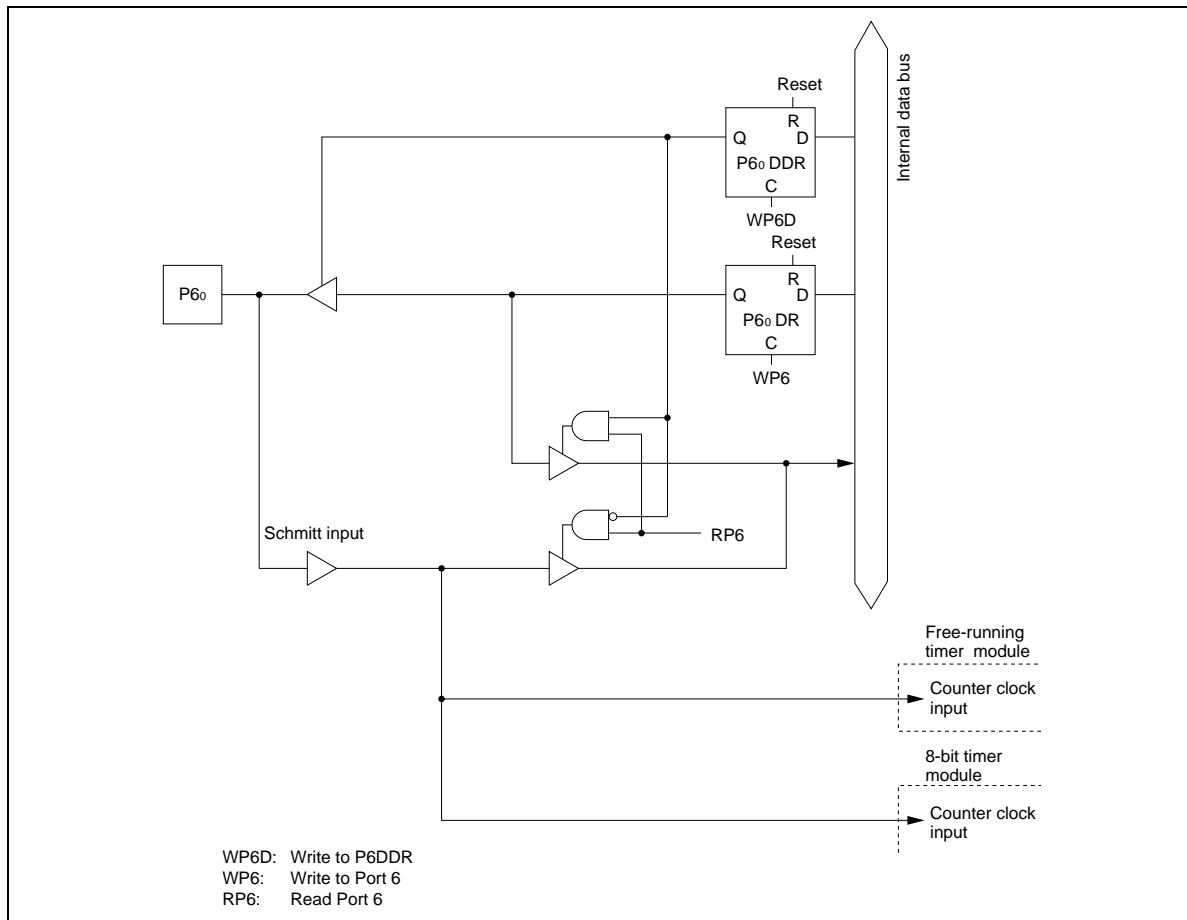 Reset
R
Q D
P6₀ DDR
C
WP6D
Internal data bus
Reset
R
P6₀
Q D
P6₀ DR
C
WP6
Schmitt input
RP6
Free-running
timer module
Counter clock
input
8-bit timer
module
Counter clock
input
WP6D: Write to P6DDR
WP6: Write to Port 6
RP6: Read Port 6